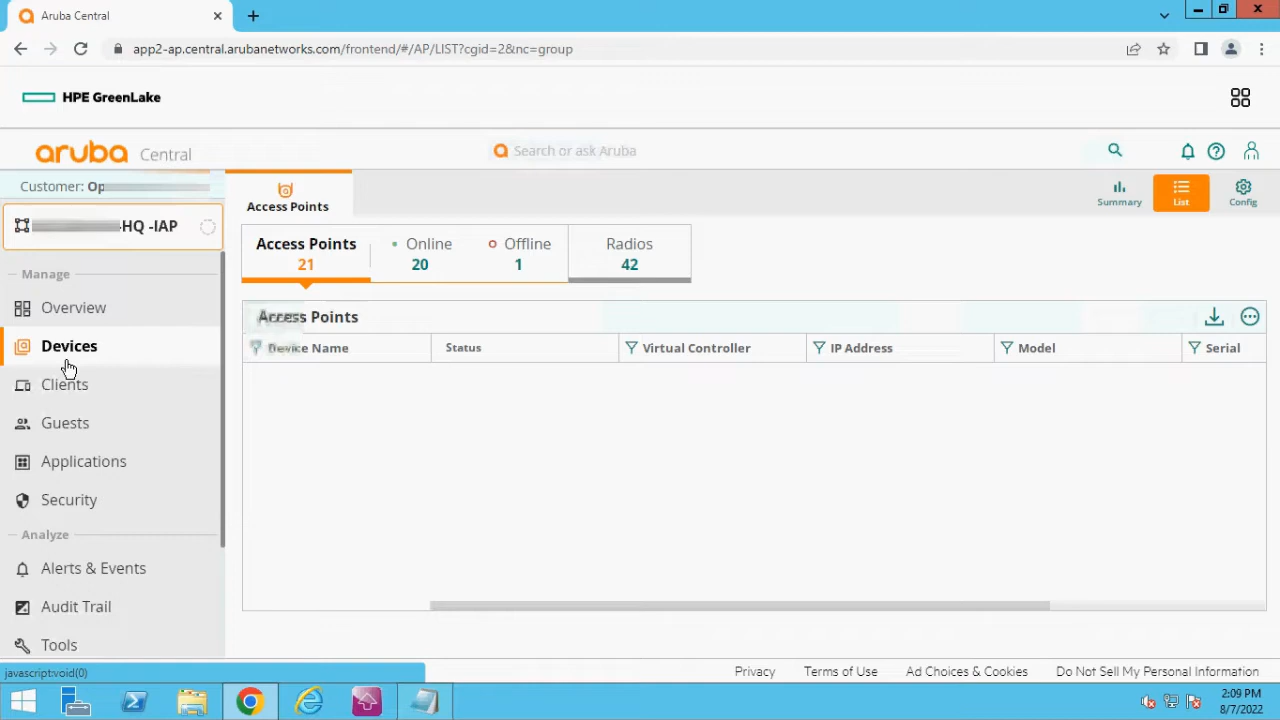 Aruba Central
app2-ap.central.arubanetworks.com/frontend/#/AP/LIST?cgid=2&nc=group
HPE GreenLake
aruba Central
Search or ask Aruba
Customer: Op
-HQ -IAP
Access Points
Summary
List
Config
Access Points
21
Online
20
Offline
1
Radios
42
Manage
Overview
Devices
Clients
Guests
Applications
Security
Analyze
Alerts & Events
Audit Trail
Tools
Access Points
Device Name Status Virtual Controller IP Address Model Serial
javascript:void(0)
Privacy Terms of Use Ad Choices & Cookies Do Not Sell My Personal Information
2:09 PM
8/7/2022